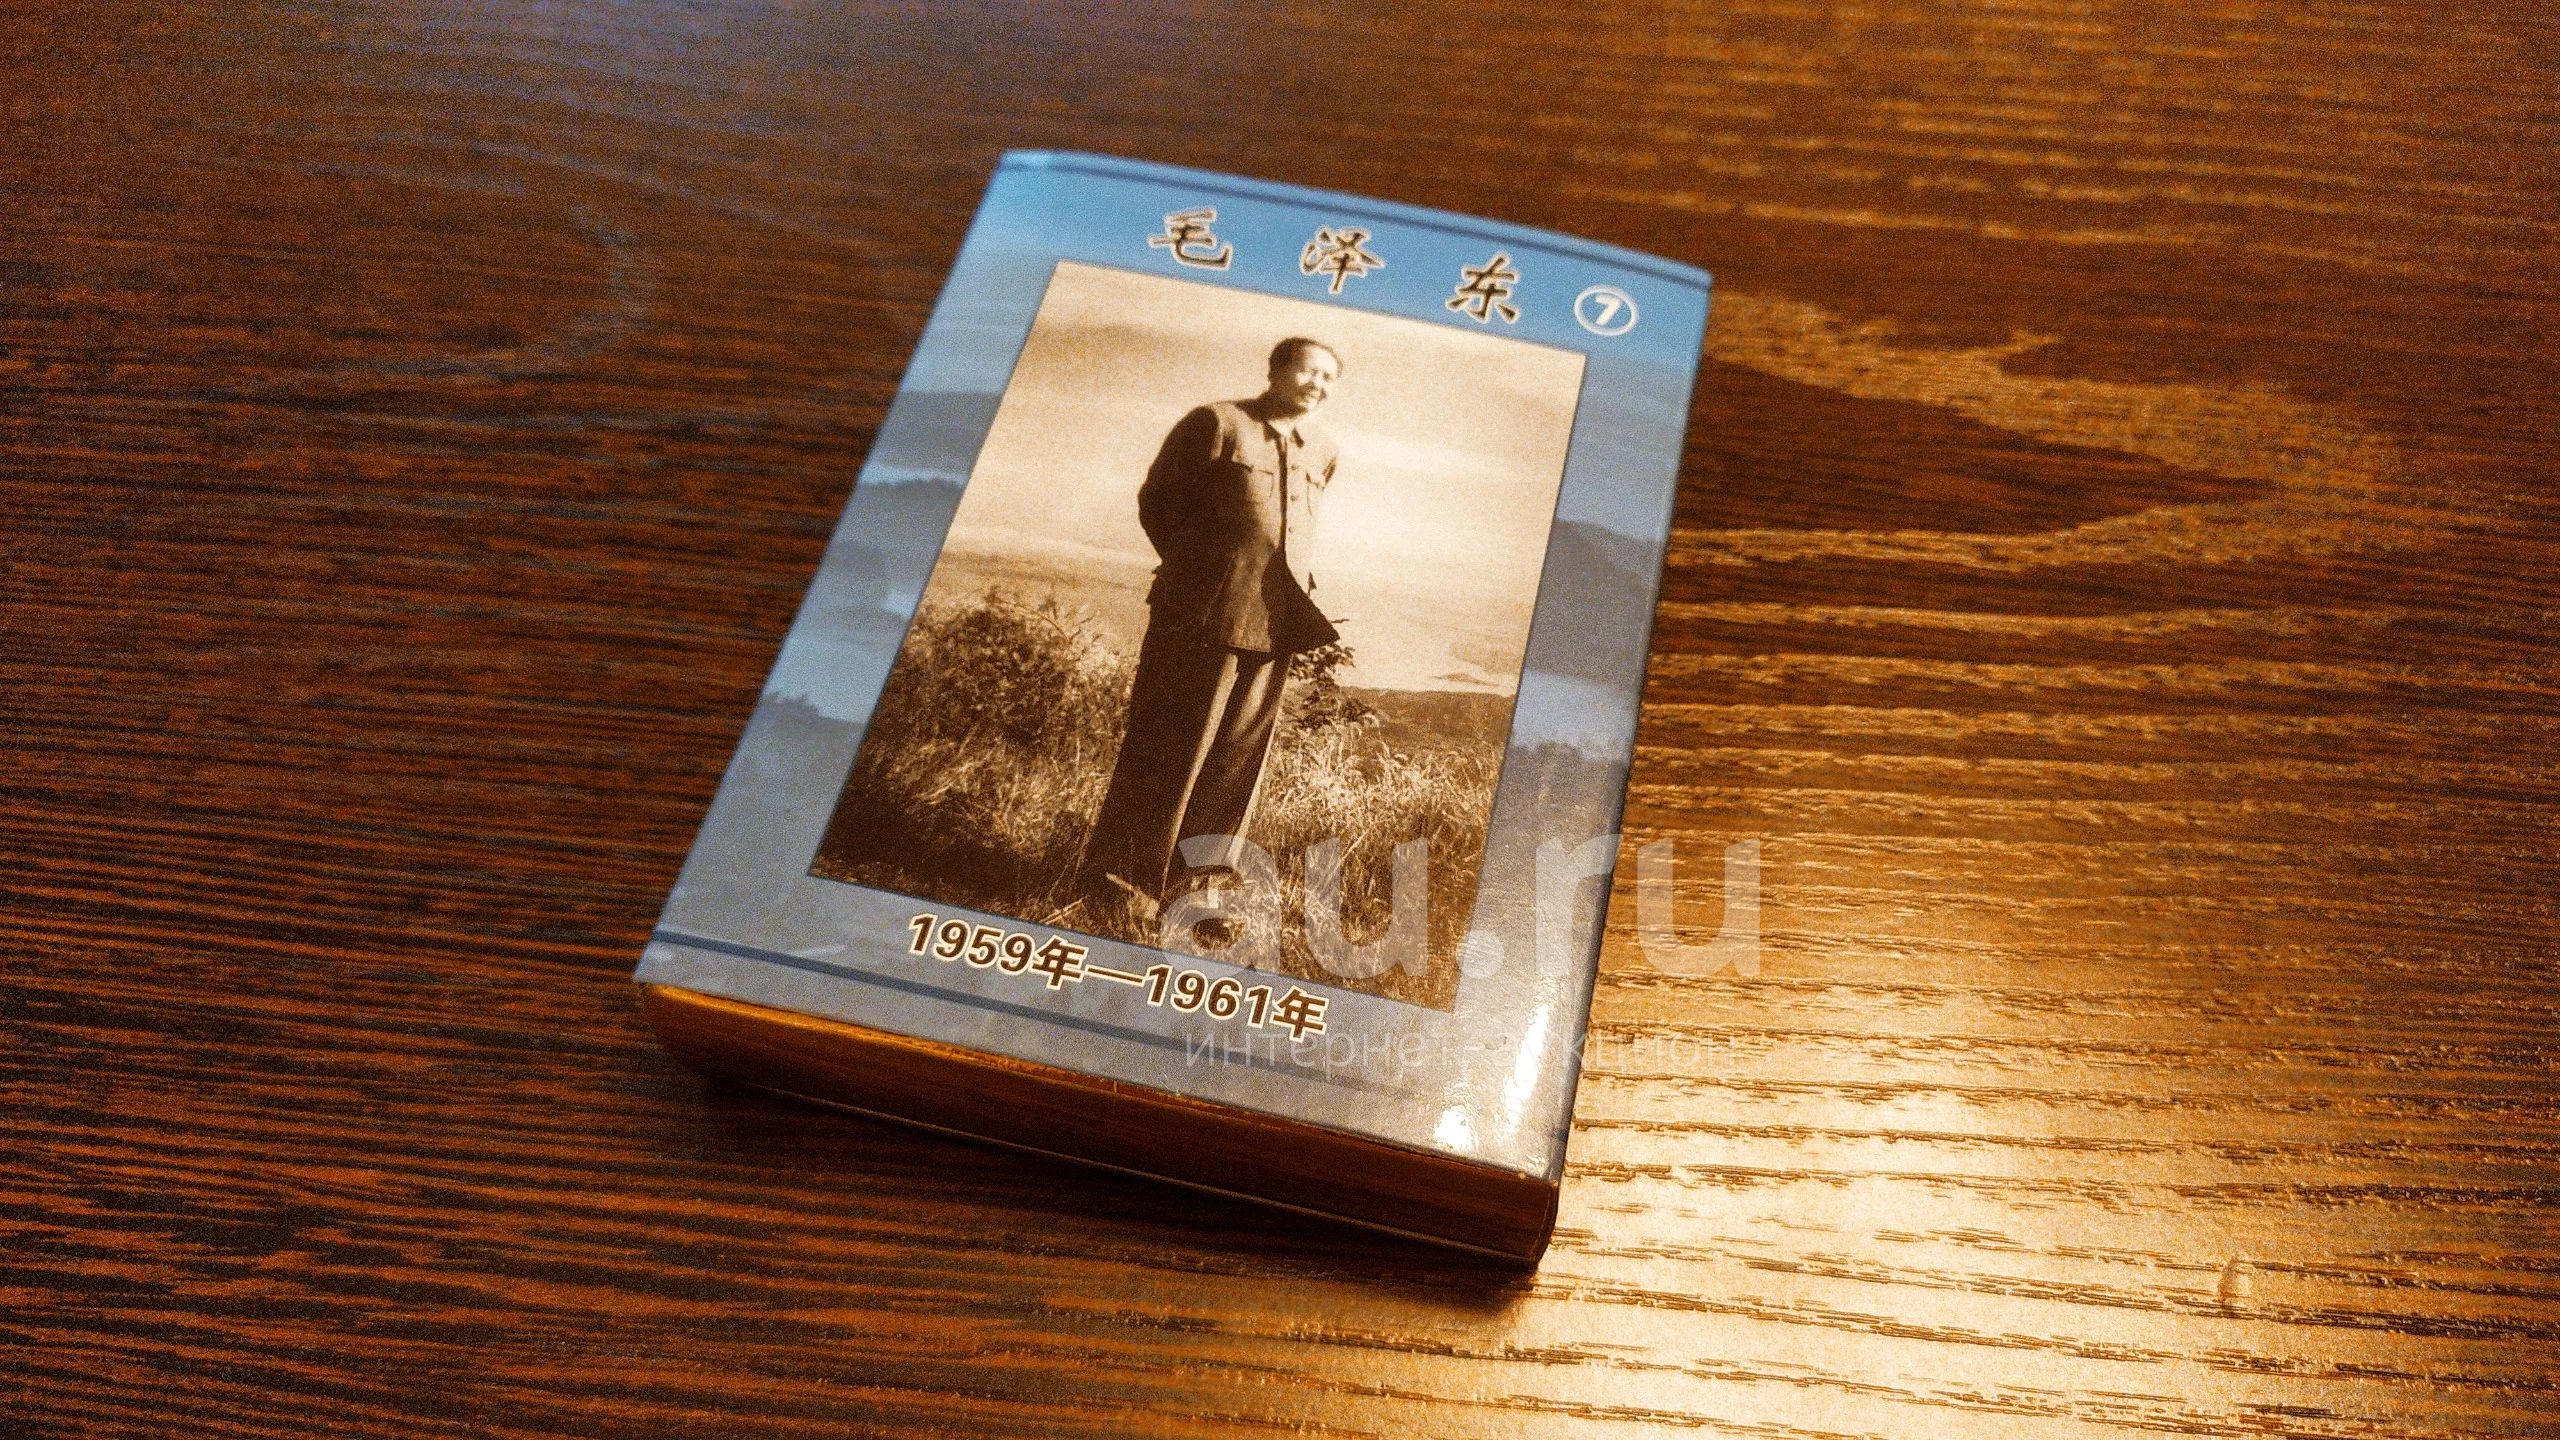 毛泽东 ⑦
1959年—1961年
au.ru
интернет-аукцион